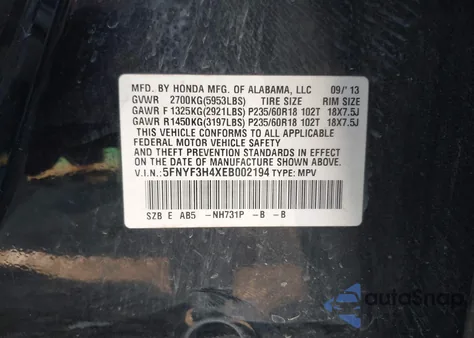 MFD. BY HONDA MFG. OF ALABAMA, LLC 09/'13
GVWR 2700KG(5953LBS) TIRE SIZE RIM SIZE
GAWR F 1325KG(2921LBS) P235/60R18 102T 18X7.5J
GAWR R1450KG(3197LBS) P235/60R18 102T 18X7.5J
THIS VEHICLE CONFORMS TO ALL APPLICABLE
FEDERAL MOTOR VEHICLE SAFETY
AND THEFT PREVENTION STANDARDS IN EFFECT
ON THE DATE OF MANUFACTURE SHOWN ABOVE.
V.I.N.: 5FNYF3H4XEB002194 TYPE: MPV
SZB E AB5 -NH731P -B -B
autoSnap